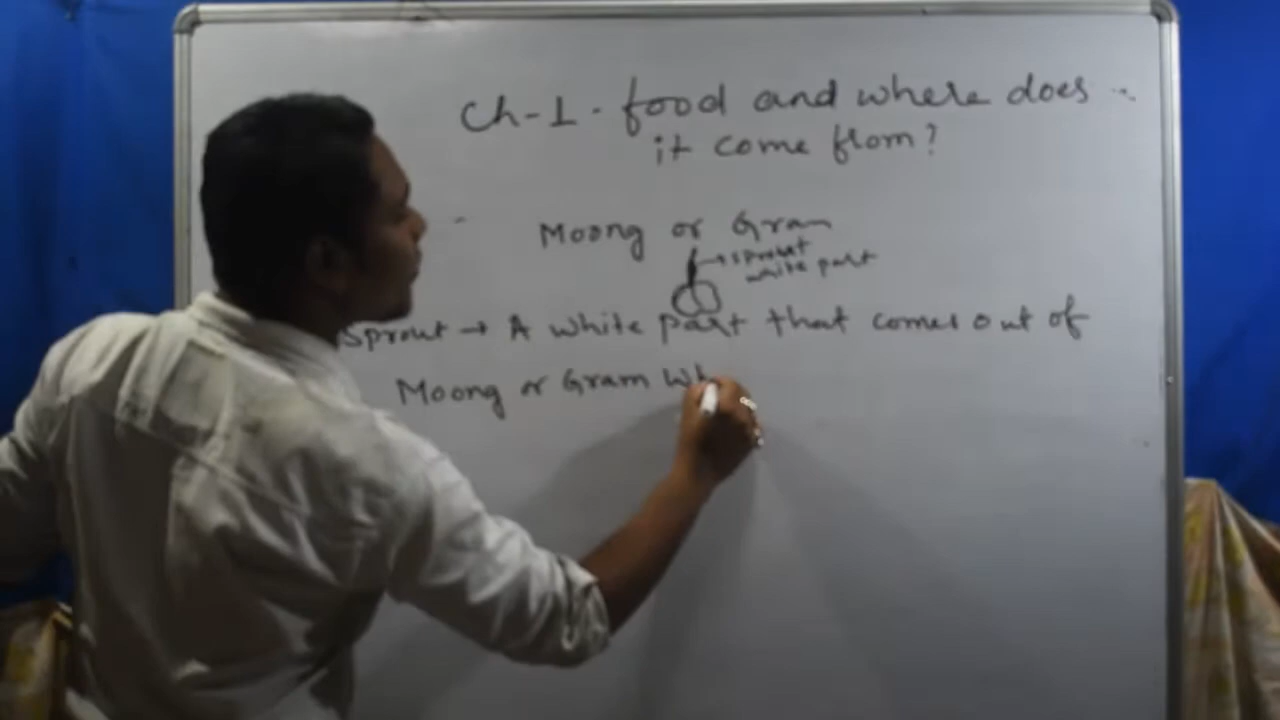 Ch-1. food and where does
it come from?
Moong or Gram
sprout
white part
Sprout → A white part that comes out of
Moong or Gram Wh